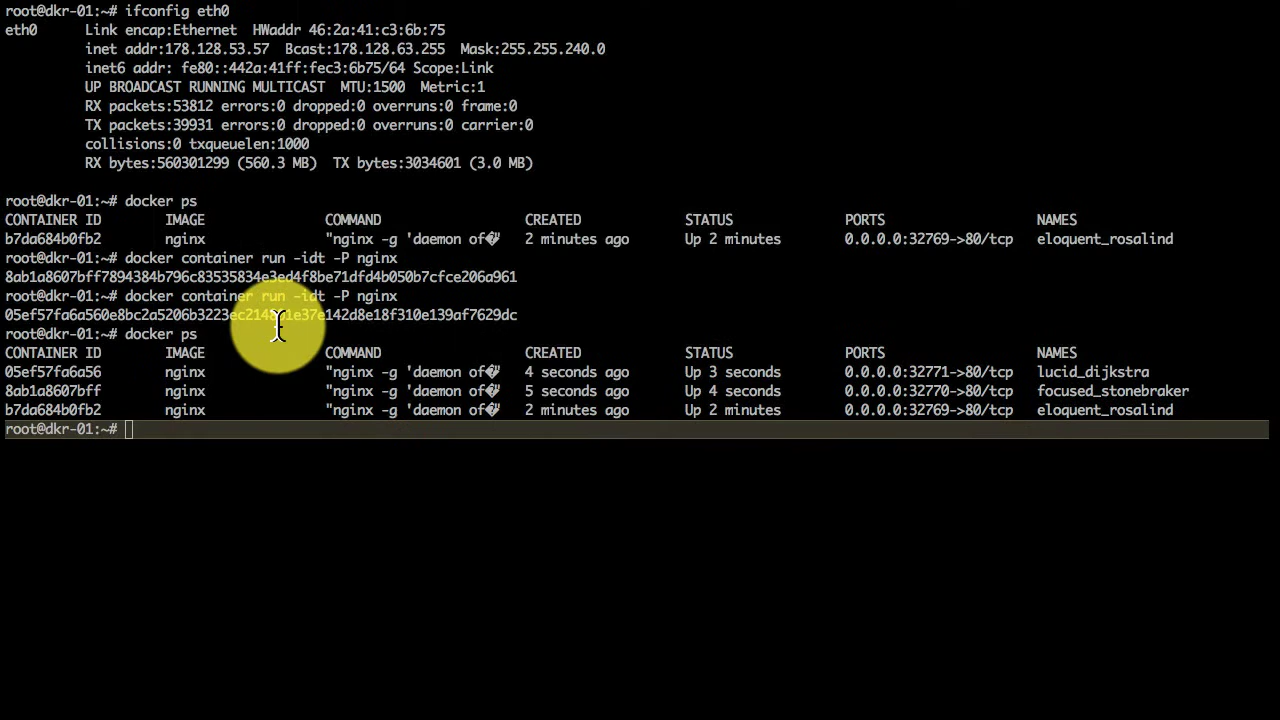 root@dkr-01:~# ifconfig eth0
eth0      Link encap:Ethernet  HWaddr 46:2a:41:c3:6b:75
          inet addr:178.128.53.57  Bcast:178.128.63.255  Mask:255.255.240.0
          inet6 addr: fe80::442a:41ff:fec3:6b75/64 Scope:Link
          UP BROADCAST RUNNING MULTICAST  MTU:1500  Metric:1
          RX packets:53812 errors:0 dropped:0 overruns:0 frame:0
          TX packets:39931 errors:0 dropped:0 overruns:0 carrier:0
          collisions:0 txqueuelen:1000
          RX bytes:560301299 (560.3 MB)  TX bytes:3034601 (3.0 MB)
root@dkr-01:~# docker ps
CONTAINER ID        IMAGE               COMMAND                  CREATED             STATUS              PORTS                   NAMES
b7da684b0fb2        nginx               "nginx -g 'daemon of�"   2 minutes ago       Up 2 minutes        0.0.0.0:32769->80/tcp   eloquent_rosalind
root@dkr-01:~# docker container run -idt -P nginx
8ab1a8607bff7894384b796c83535834e3ed4f8be71dfd4b050b7cfce206a961
root@dkr-01:~# docker container run -idt -P nginx
root@dkr-01:~# docker ps
CONTAINER ID        IMAGE               COMMAND                  CREATED             STATUS              PORTS                   NAMES
05ef57fa6a56        nginx               "nginx -g 'daemon of�"   4 seconds ago       Up 3 seconds        0.0.0.0:32771->80/tcp   lucid_dijkstra
8ab1a8607bff        nginx               "nginx -g 'daemon of�"   5 seconds ago       Up 4 seconds        0.0.0.0:32770->80/tcp   focused_stonebraker
b7da684b0fb2        nginx               "nginx -g 'daemon of�"   2 minutes ago       Up 2 minutes        0.0.0.0:32769->80/tcp   eloquent_rosalind
root@dkr-01:~#